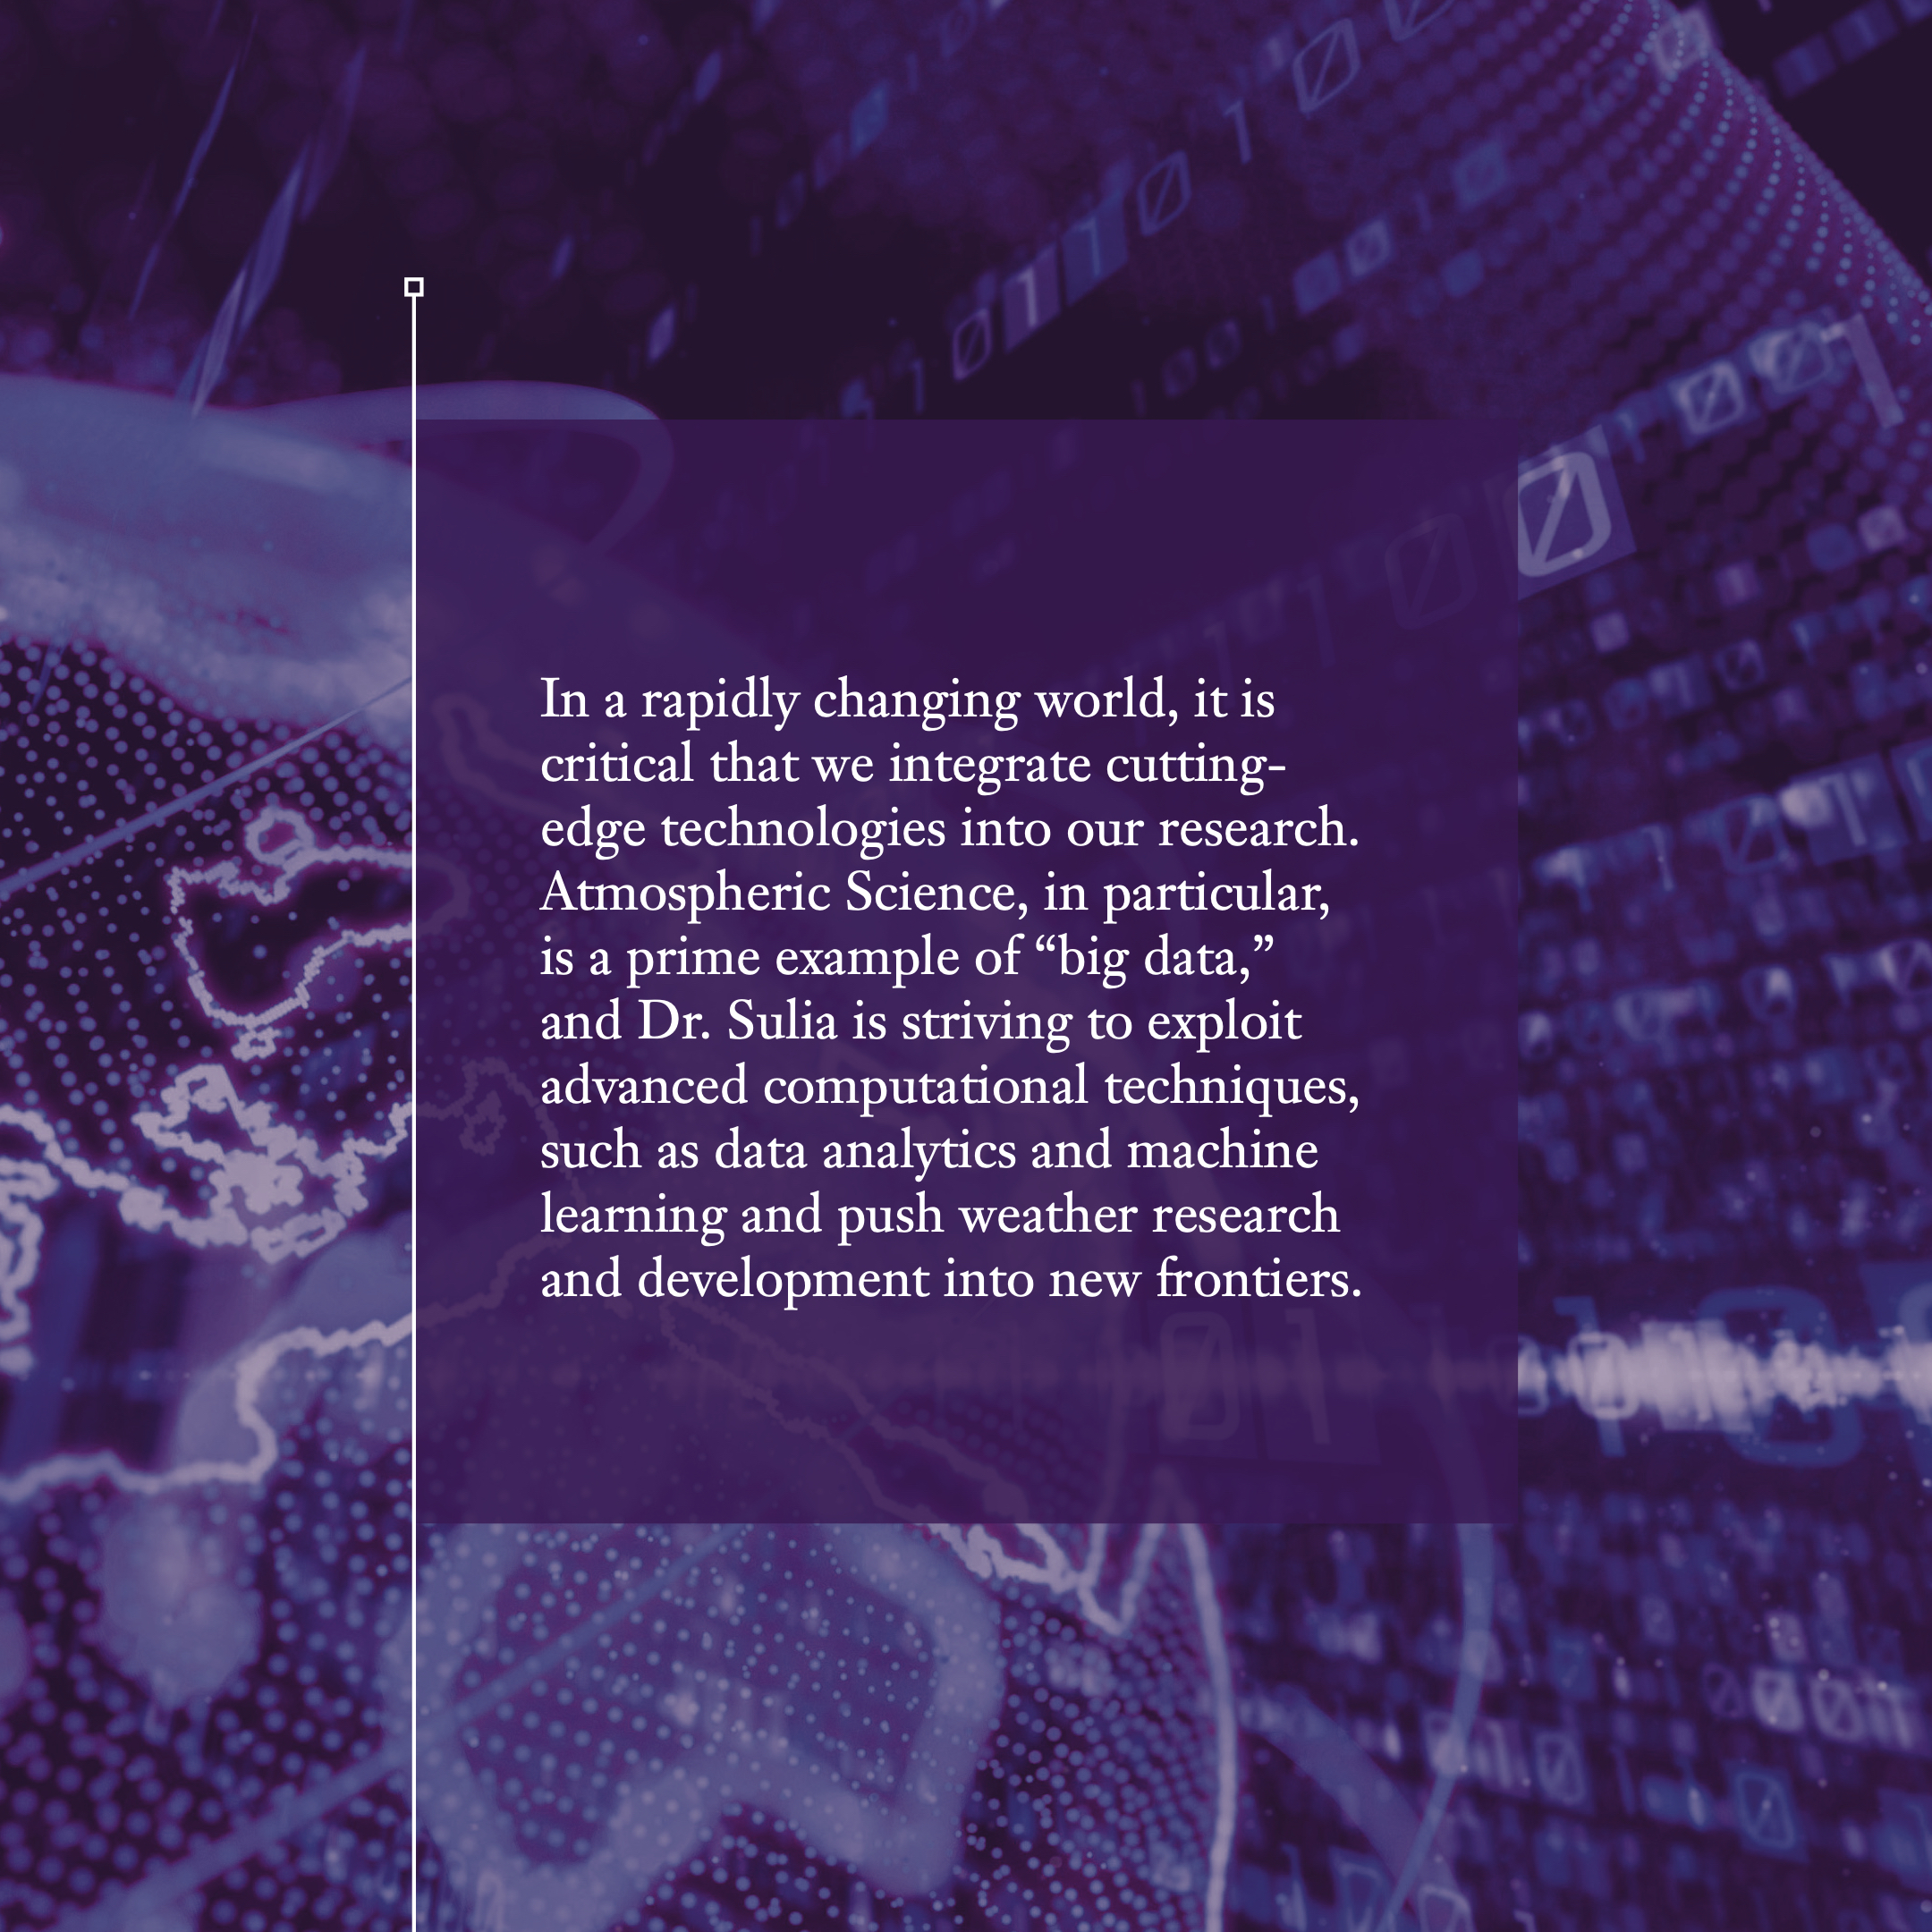 In a rapidly changing world, it is
critical that we integrate cutting-
edge technologies into our research.
Atmospheric Science, in particular,
is a prime example of “big data,”
and Dr. Sulia is striving to exploit
advanced computational techniques,
such as data analytics and machine
learning and push weather research
and development into new frontiers.